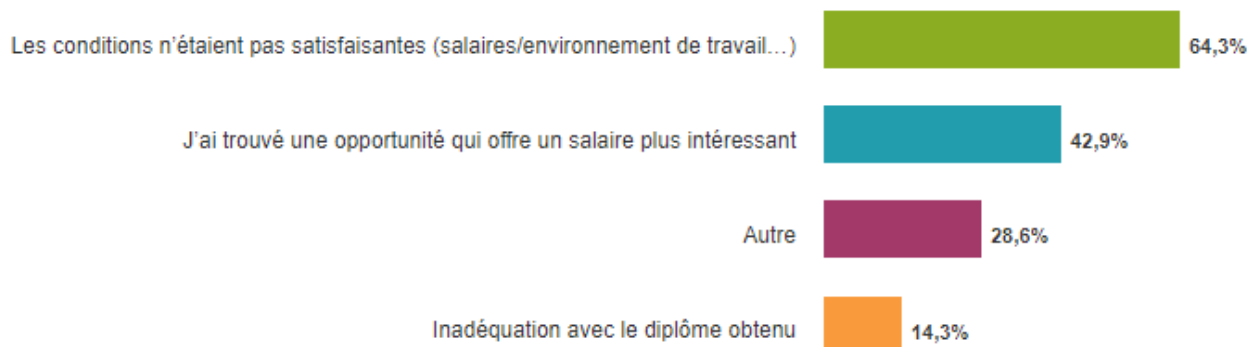 Les conditions n’étaient pas satisfaisantes (salaires/environnement de travail…) 64,3%
J’ai trouvé une opportunité qui offre un salaire plus intéressant 42,9%
Autre 28,6%
Inadéquation avec le diplôme obtenu 14,3%